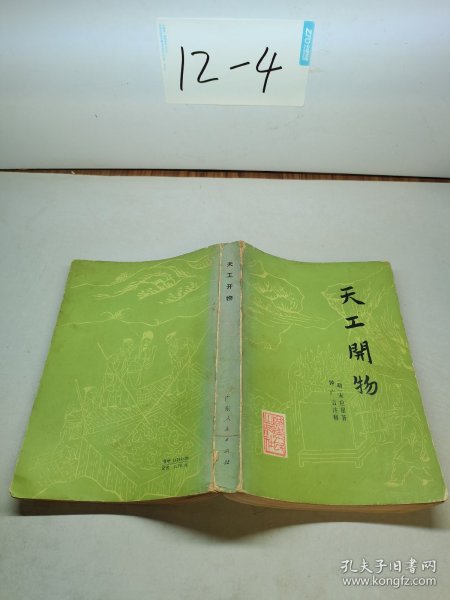 12-4
天工開物
明 宋应星著
钟广言注释
天工开物
广东人民出版社
孔夫子旧书网
www.kongfz.com